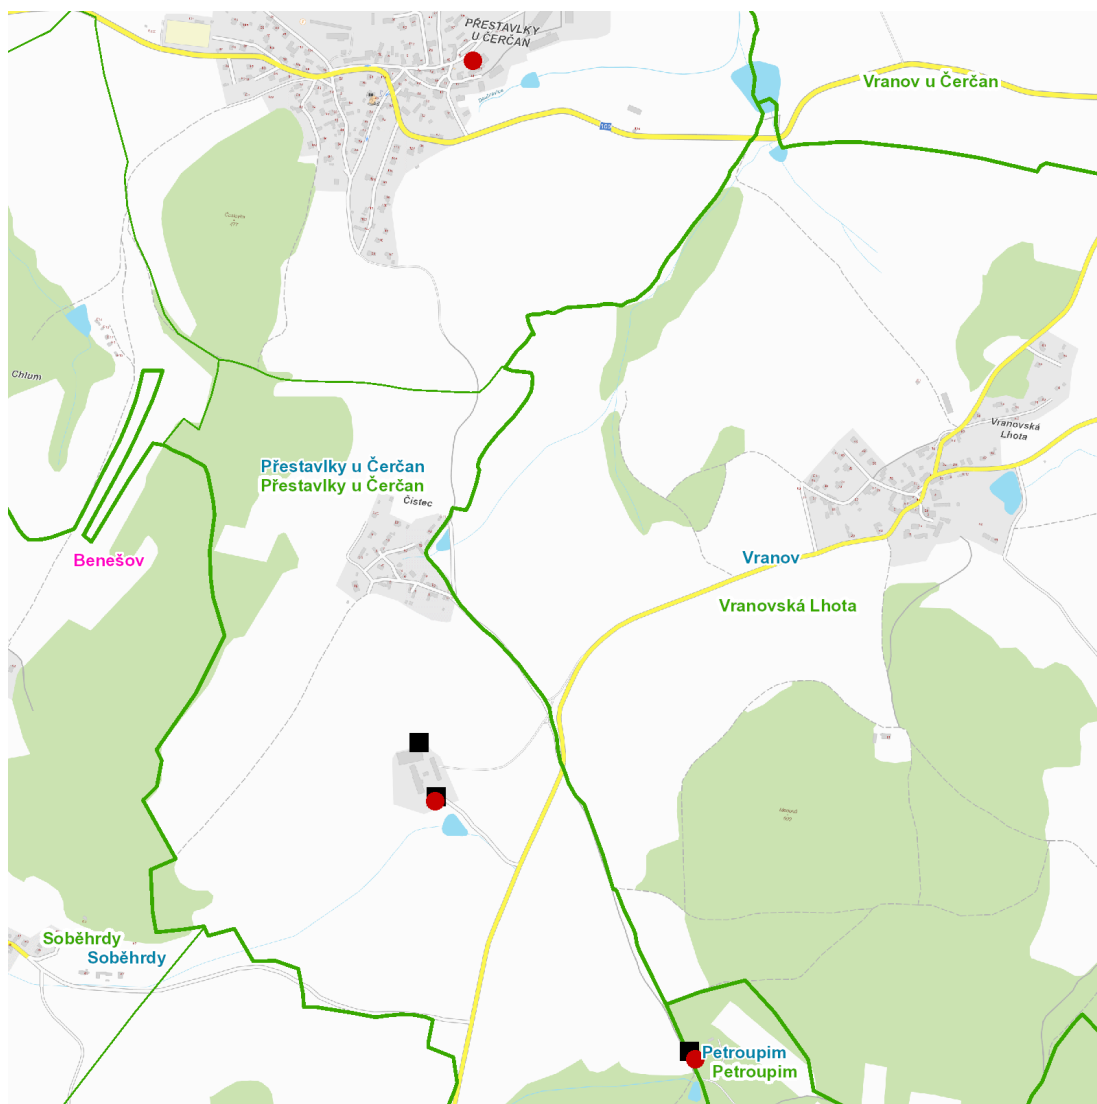 PŘESTAVLKY
U ČERČAN
Vranov u Čerčan
Chlum
Vranovská
Lhota
Přestavlky u Čerčan
Přestavlky u Čerčan
Čistec
Benešov
Vranov
Vranovská Lhota
Soběhrdy
Soběhrdy
Petroupim
Petroupim